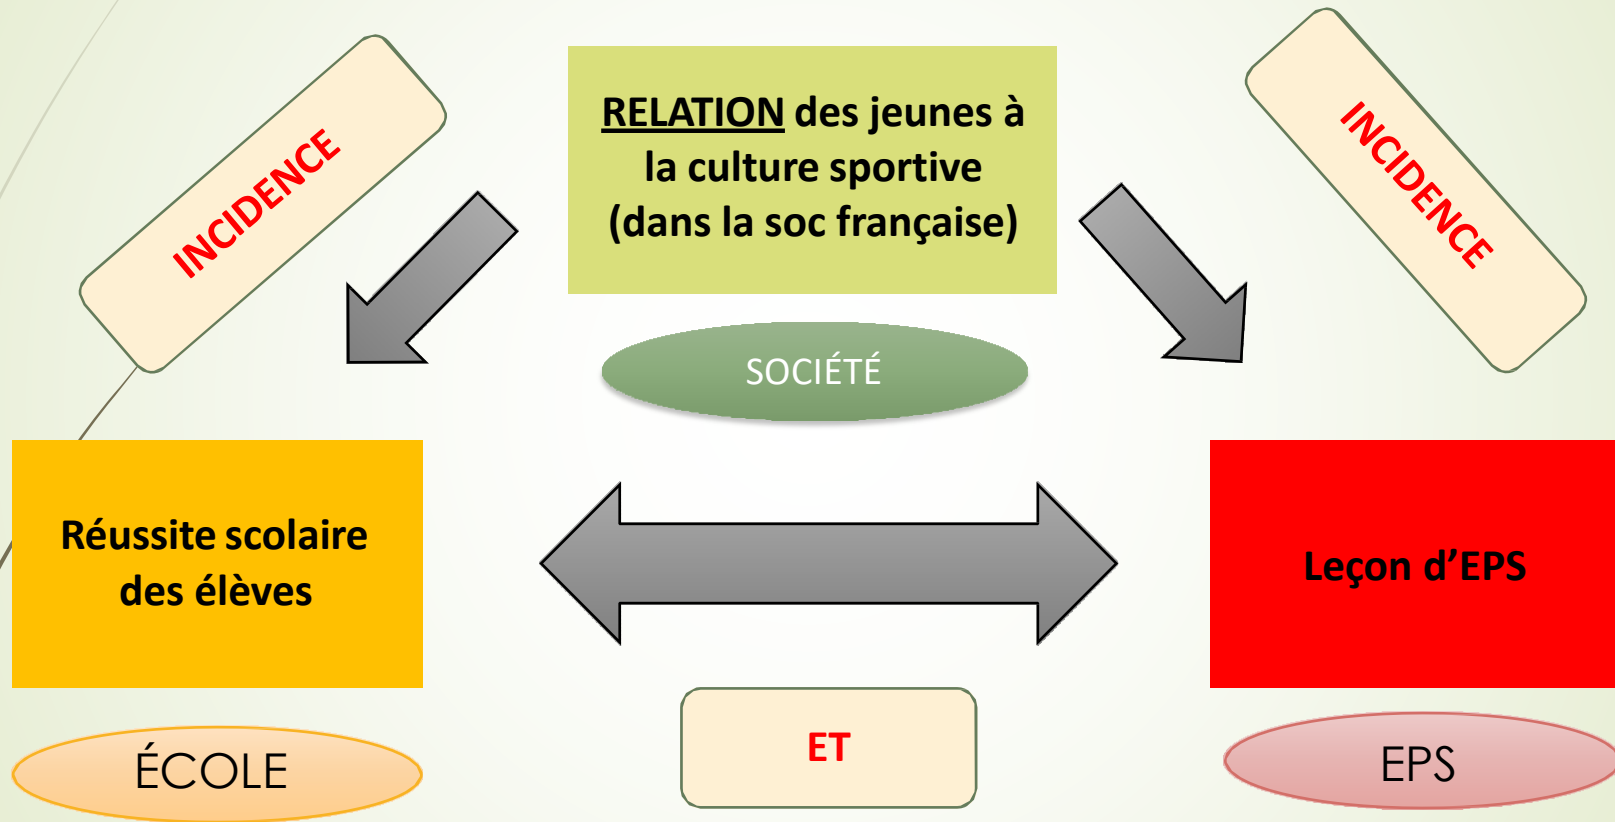 INCIDENCE
RELATION des jeunes à
la culture sportive
(dans la soc française)
INCIDENCE
SOCIÉTÉ
Réussite scolaire
des élèves
Leçon d’EPS
ÉCOLE
ET
EPS